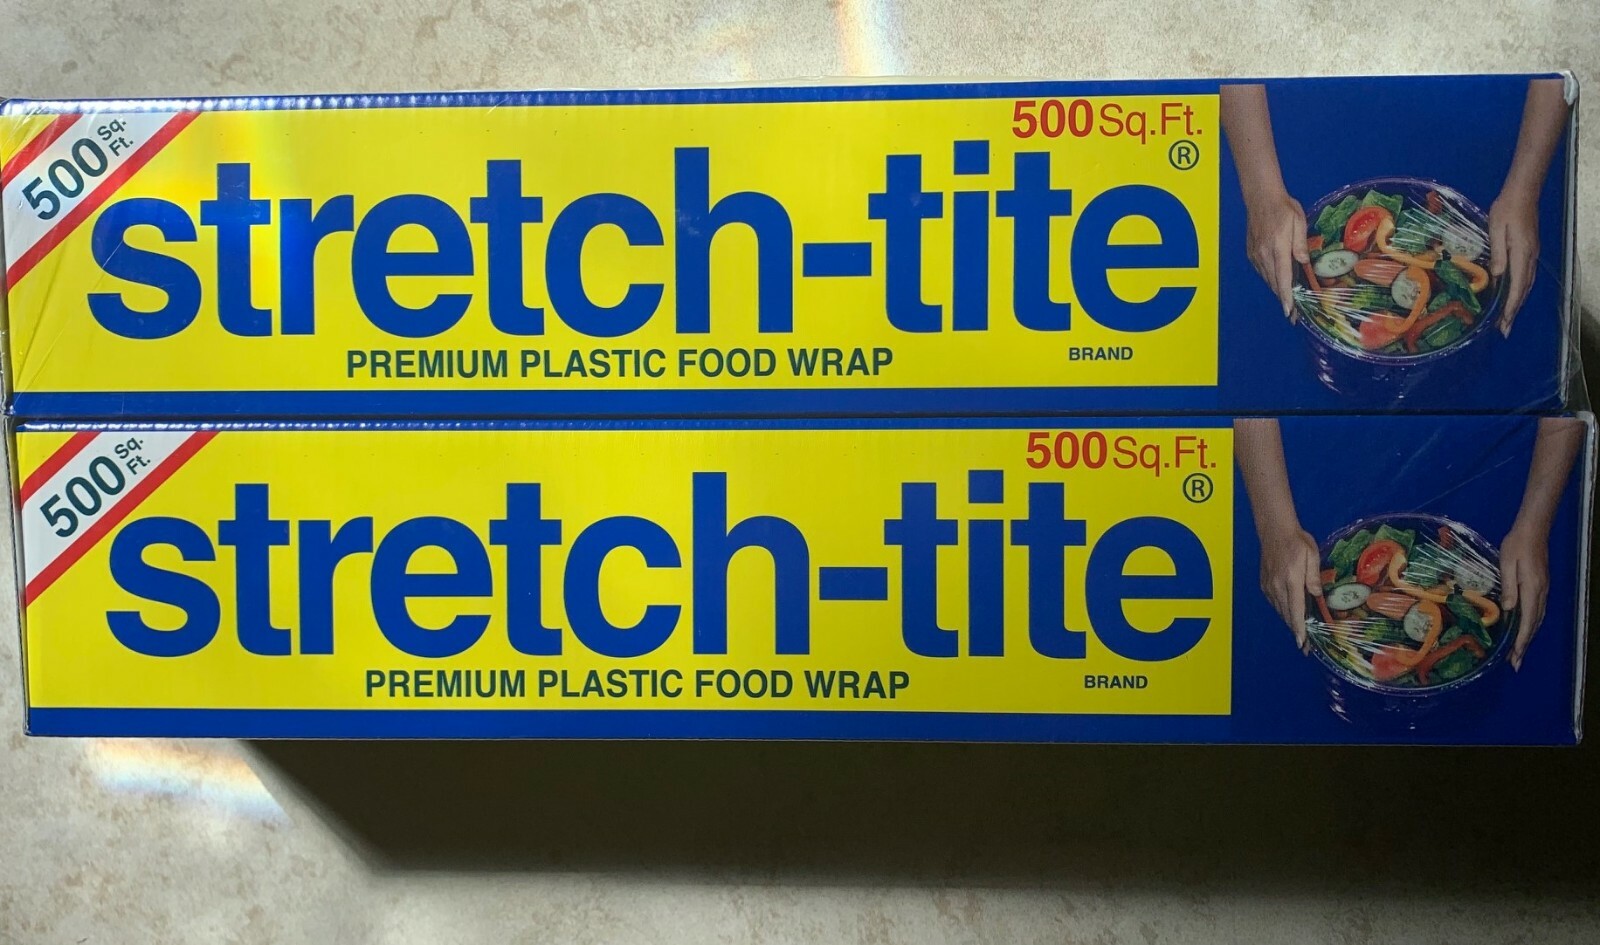 500 Sq. Ft.
500 Sq.Ft.
stretch-tite®
PREMIUM PLASTIC FOOD WRAP
BRAND
500 Sq. Ft.
500 Sq.Ft.
stretch-tite®
PREMIUM PLASTIC FOOD WRAP
BRAND